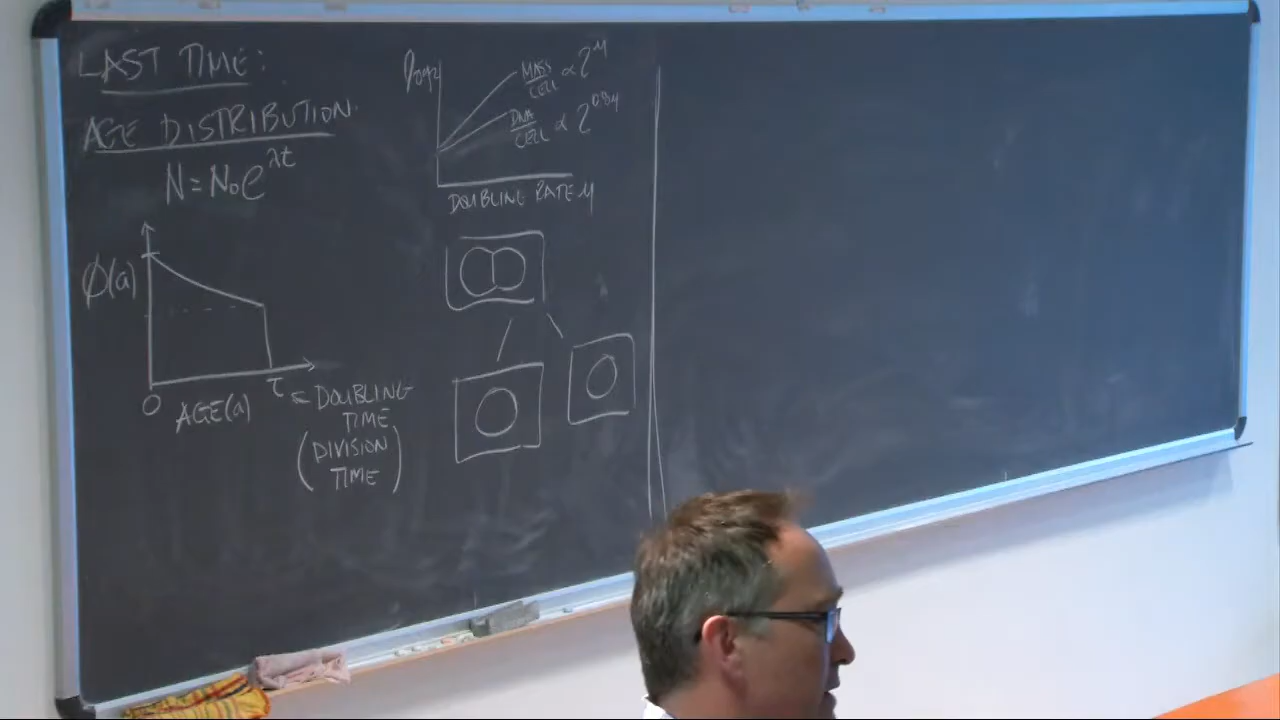 LAST TIME:
AGE DISTRIBUTION
N=N₀e^λt
ϕ(a)
0
AGE(a)
τ = DOUBLING
TIME
(DIVISION
TIME)
MASS
CELL ∝ 2^μ
DNA
CELL ∝ 2^0.8μ
DOUBLING RATE μ